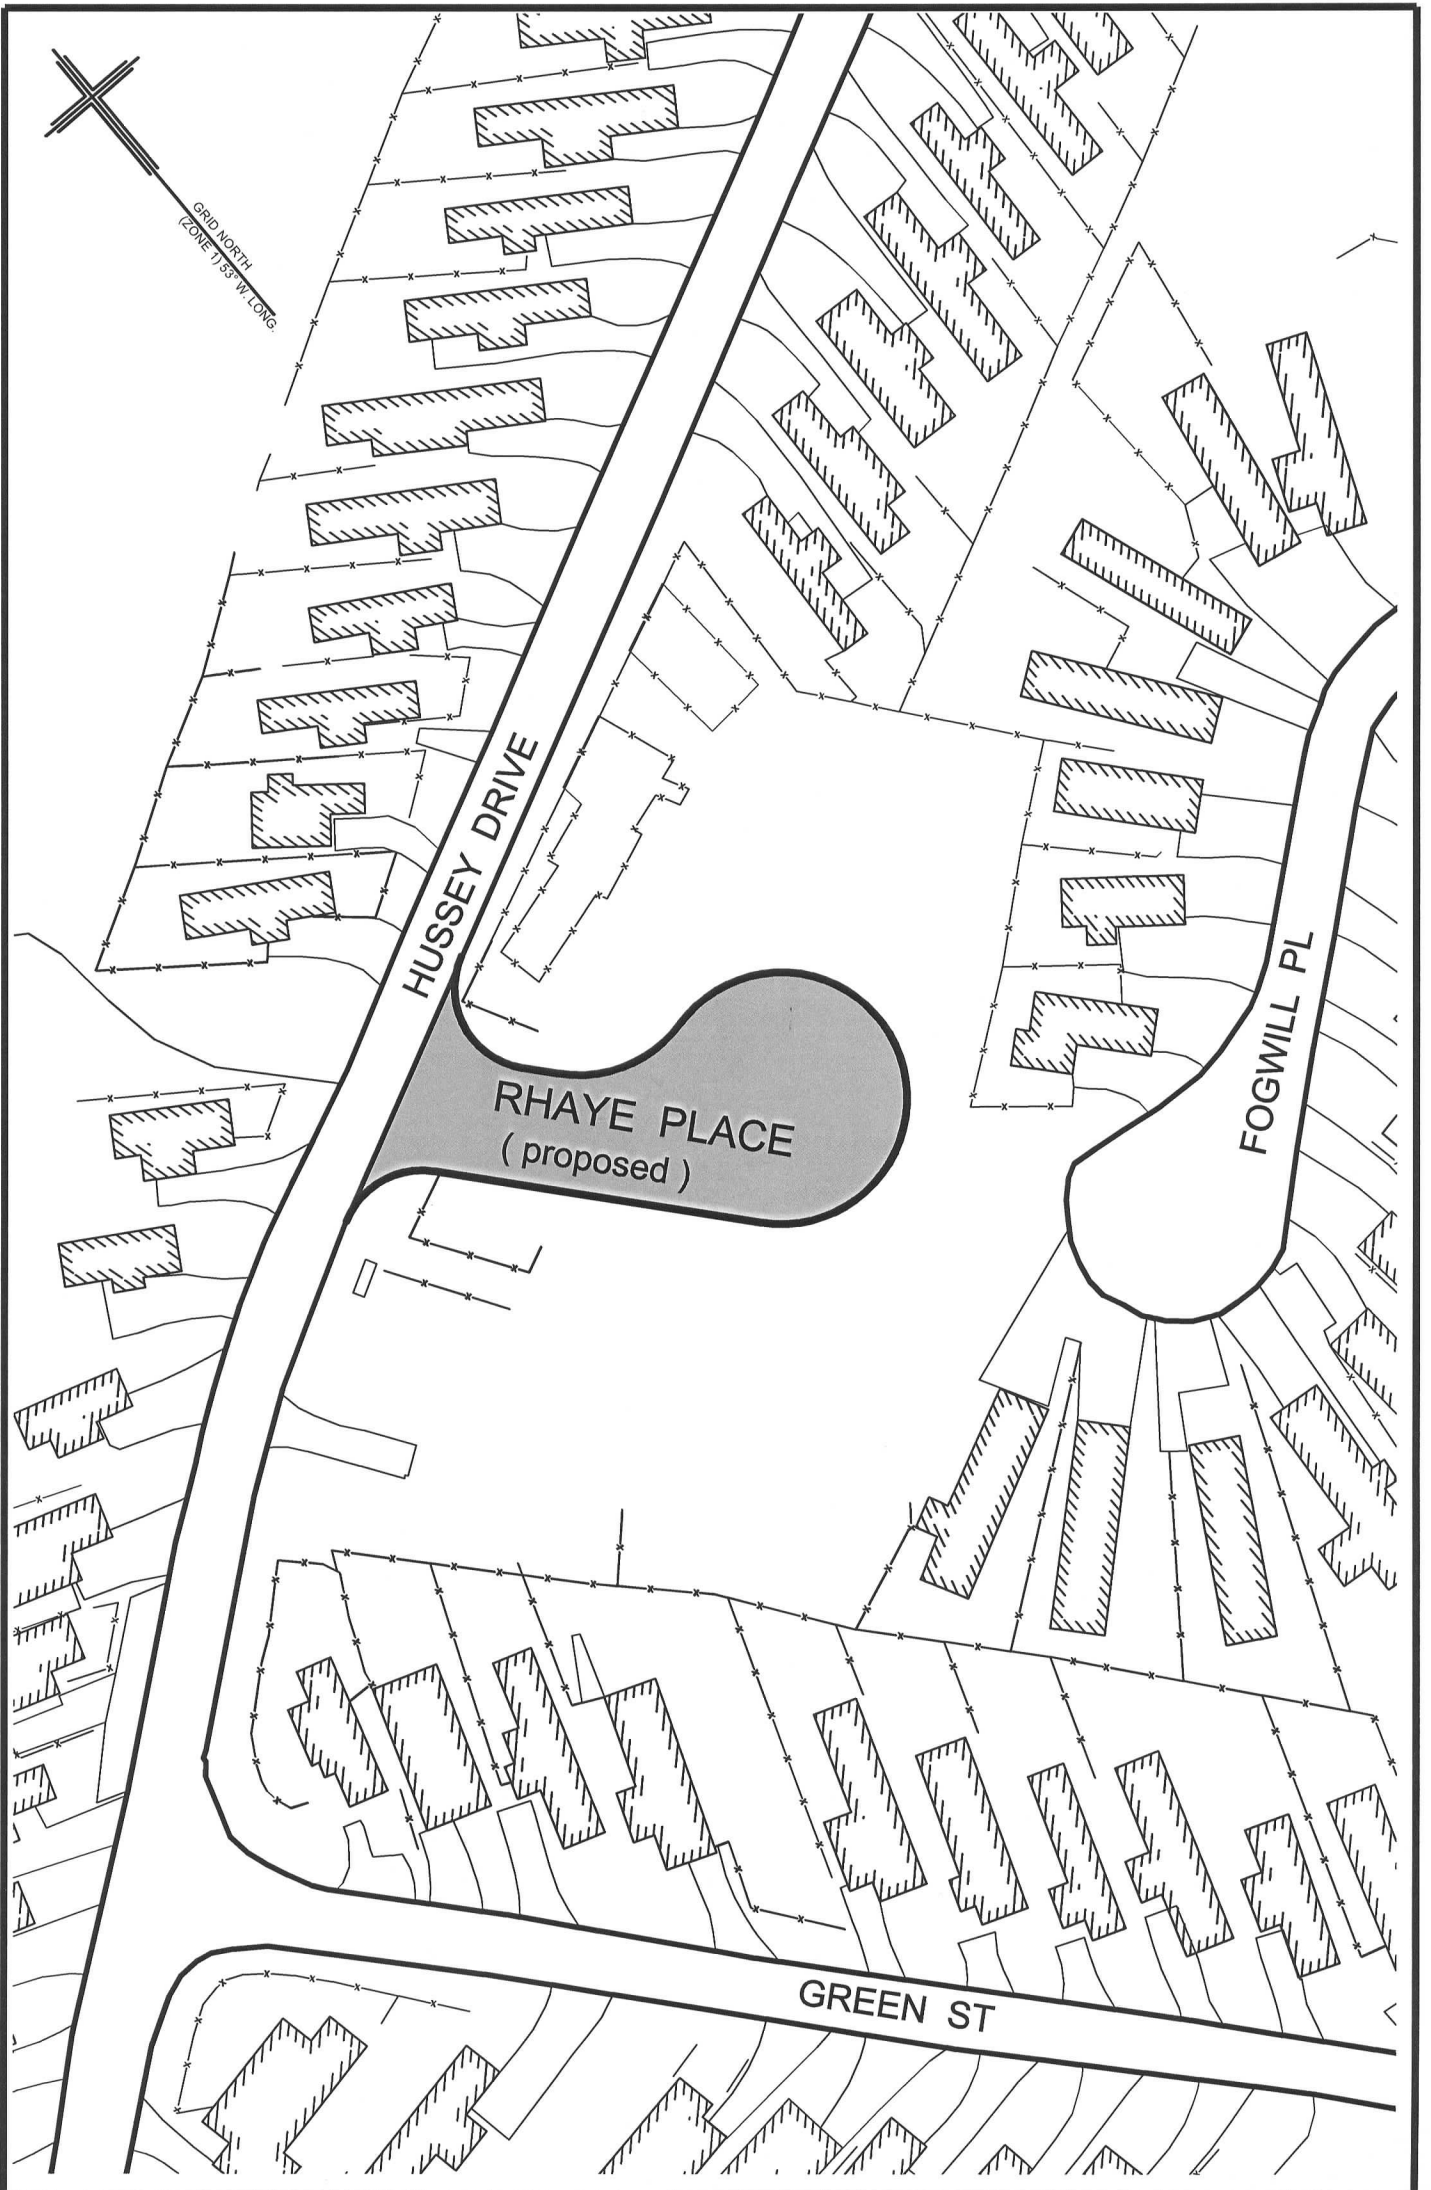 GRID NORTH
(ZONE 1) 53° W. LONG.
HUSSEY DRIVE
RHAYE PLACE
( proposed )
FOGWILL PL
GREEN ST